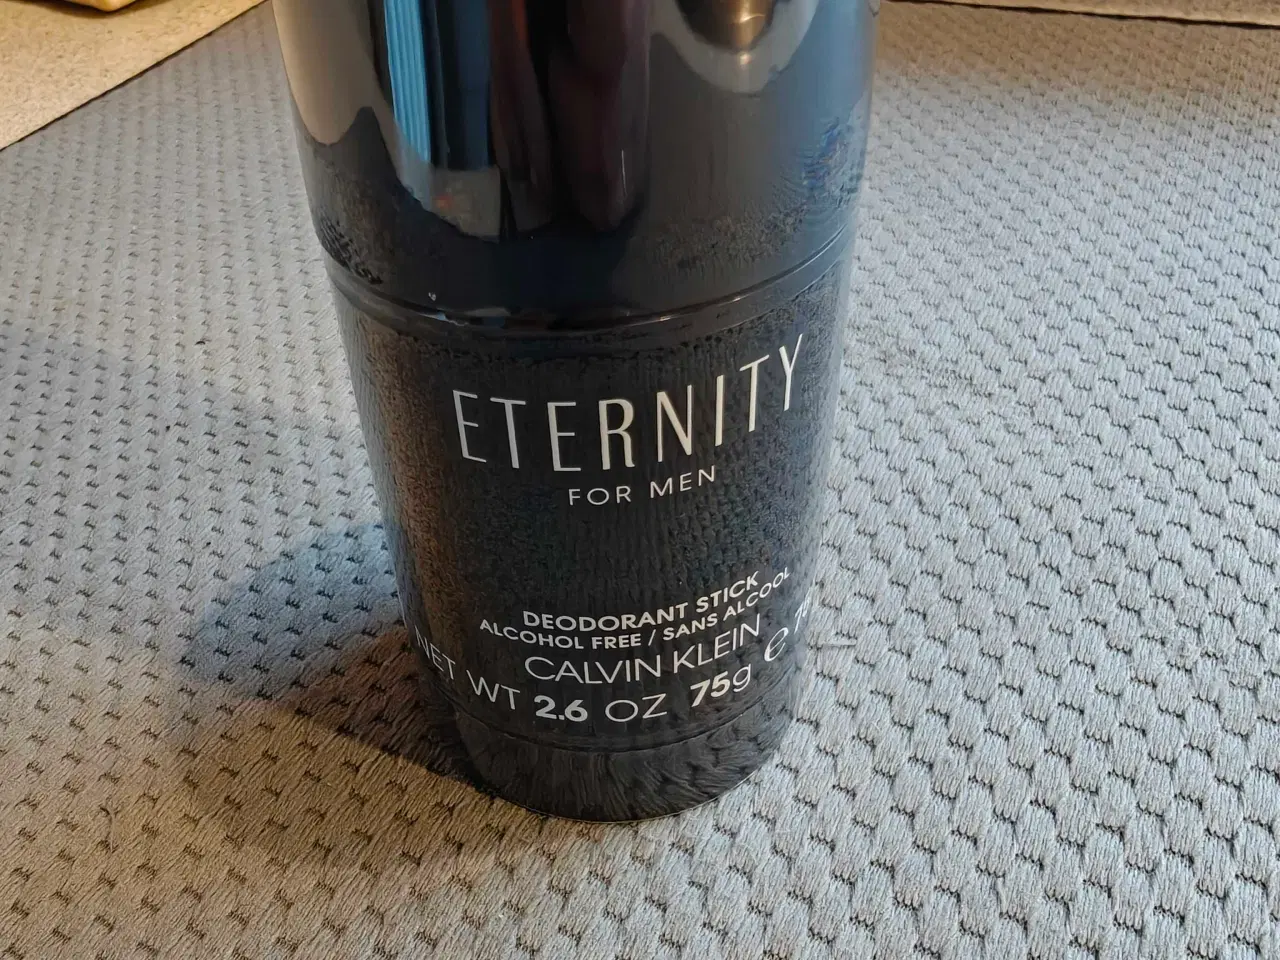 ETERNITY
FOR MEN
DEODORANT STICK
ALCOHOL FREE / SANS ALCOOL
CALVIN KLEIN
NET WT 2.6 OZ 75g ℮